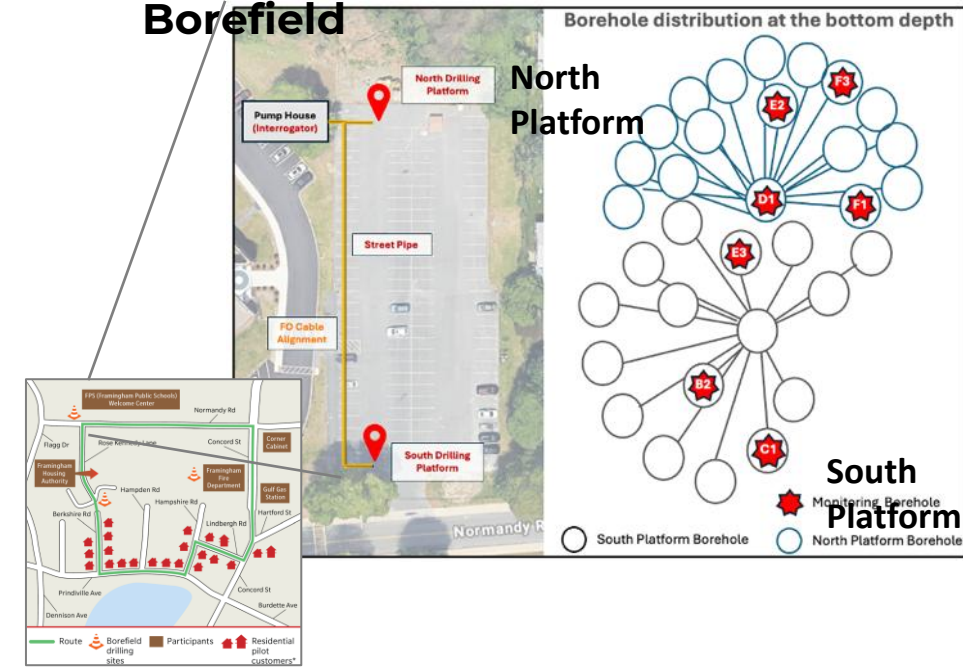 Borefield
Borehole distribution at the bottom depth
North Drilling
Platform
North
Platform
Pump House
(Interrogator)
Street Pipe
FO Cable
Alignment
South Drilling
Platform
Normandy R
F3
E2
D1
F1
E3
B2
C1
South
Platform
Monitoring Borehole
South Platform Borehole
North Platform Borehole
FPS (Framingham Public Schools)
Welcome Center
Normandy Rd
Flagg Dr
Rose Kennedy Lane
Concord St
Corner
Cabinet
Framingham
Housing
Authority
Framingham
Fire
Department
Gulf Gas
Station
Hampden Rd
Hampshire Rd
Berkshire Rd
Lindbergh Rd
Hartford St
Prindiville Ave
Concord St
Dennison Ave
Burdette Ave
Route
Borefield
drilling
sites
Participants
Residential
pilot
customers*